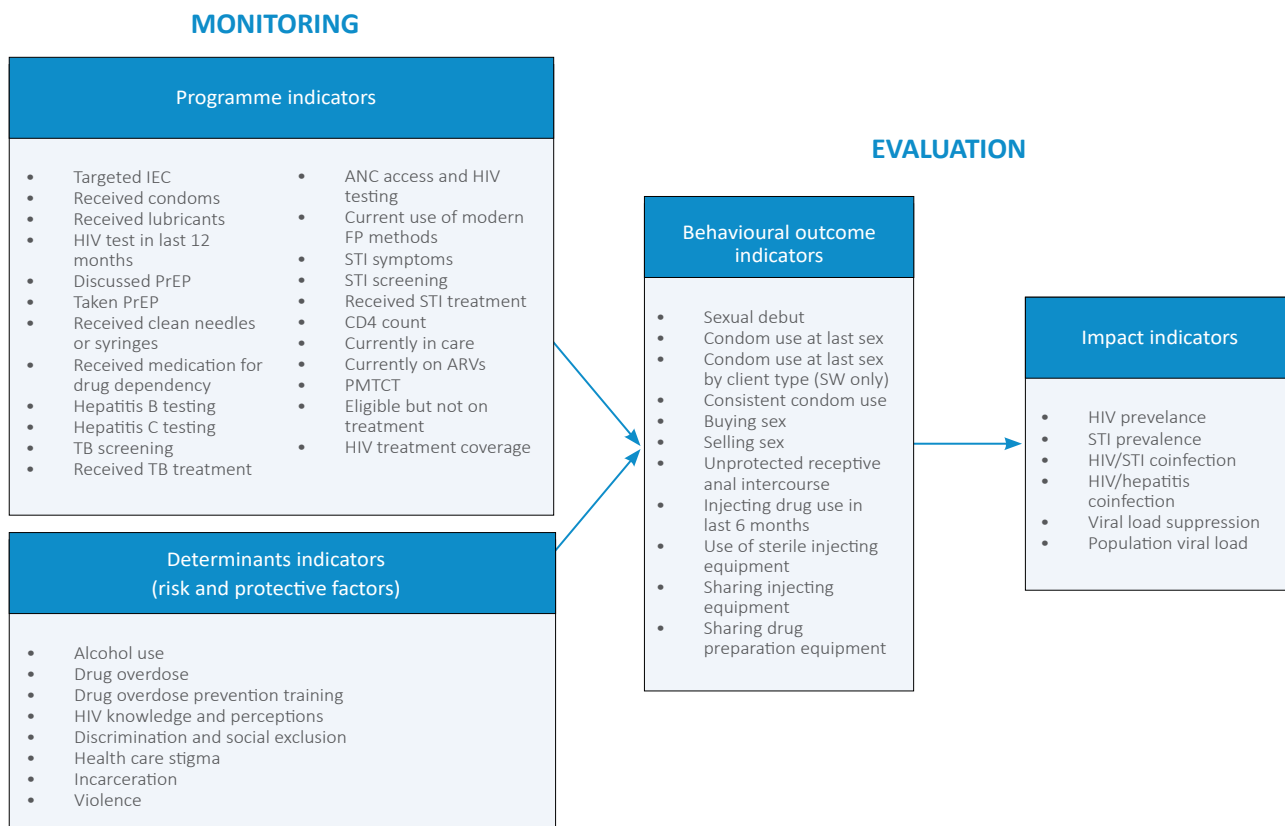 MONITORING
Programme indicators
• Targeted IEC
• Received condoms
• Received lubricants
• HIV test in last 12
months
• Discussed PrEP
• Taken PrEP
• Received clean needles
or syringes
• Received medication for
drug dependency
• Hepatitis B testing
• Hepatitis C testing
• TB screening
• Received TB treatment
• ANC access and HIV
testing
• Current use of modern
FP methods
• STI symptoms
• STI screening
• Received STI treatment
• CD4 count
• Currently in care
• Currently on ARVs
• PMTCT
• Eligible but not on
treatment
• HIV treatment coverage
Determinants indicators
(risk and protective factors)
• Alcohol use
• Drug overdose
• Drug overdose prevention training
• HIV knowledge and perceptions
• Discrimination and social exclusion
• Health care stigma
• Incarceration
• Violence
EVALUATION
Behavioural outcome
indicators
• Sexual debut
• Condom use at last sex
• Condom use at last sex
by client type (SW only)
• Consistent condom use
• Buying sex
• Selling sex
• Unprotected receptive
anal intercourse
• Injecting drug use in
last 6 months
• Use of sterile injecting
equipment
• Sharing injecting
equipment
• Sharing drug
preparation equipment
Impact indicators
• HIV prevelance
• STI prevalence
• HIV/STI coinfection
• HIV/hepatitis
coinfection
• Viral load suppression
• Population viral load